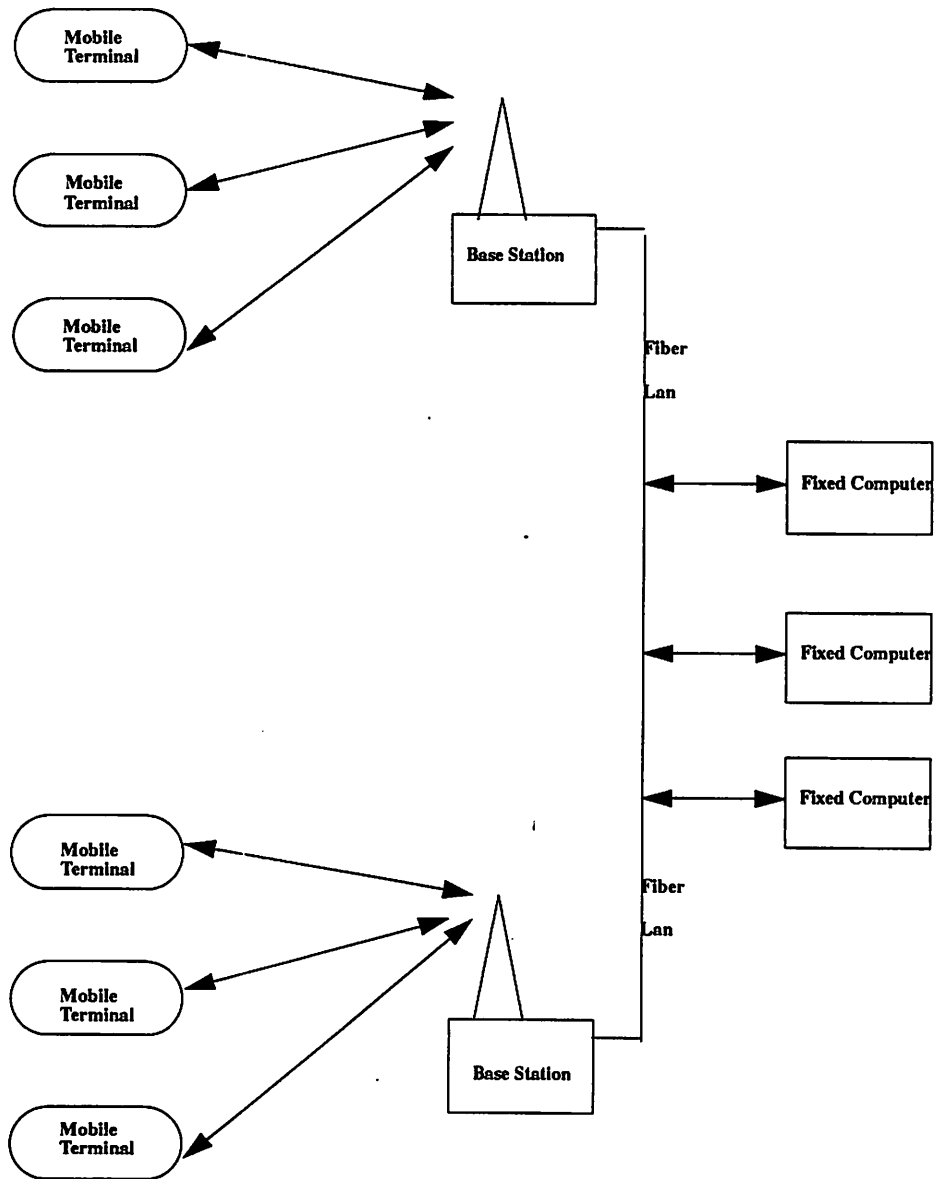 Mobile
Terminal
Mobile
Terminal
Base Station
Mobile
Terminal
Fiber
Lan
Fixed Computer
Fixed Computer
Fixed Computer
Mobile
Terminal
Fiber
Lan
Mobile
Terminal
Base Station
Mobile
Terminal